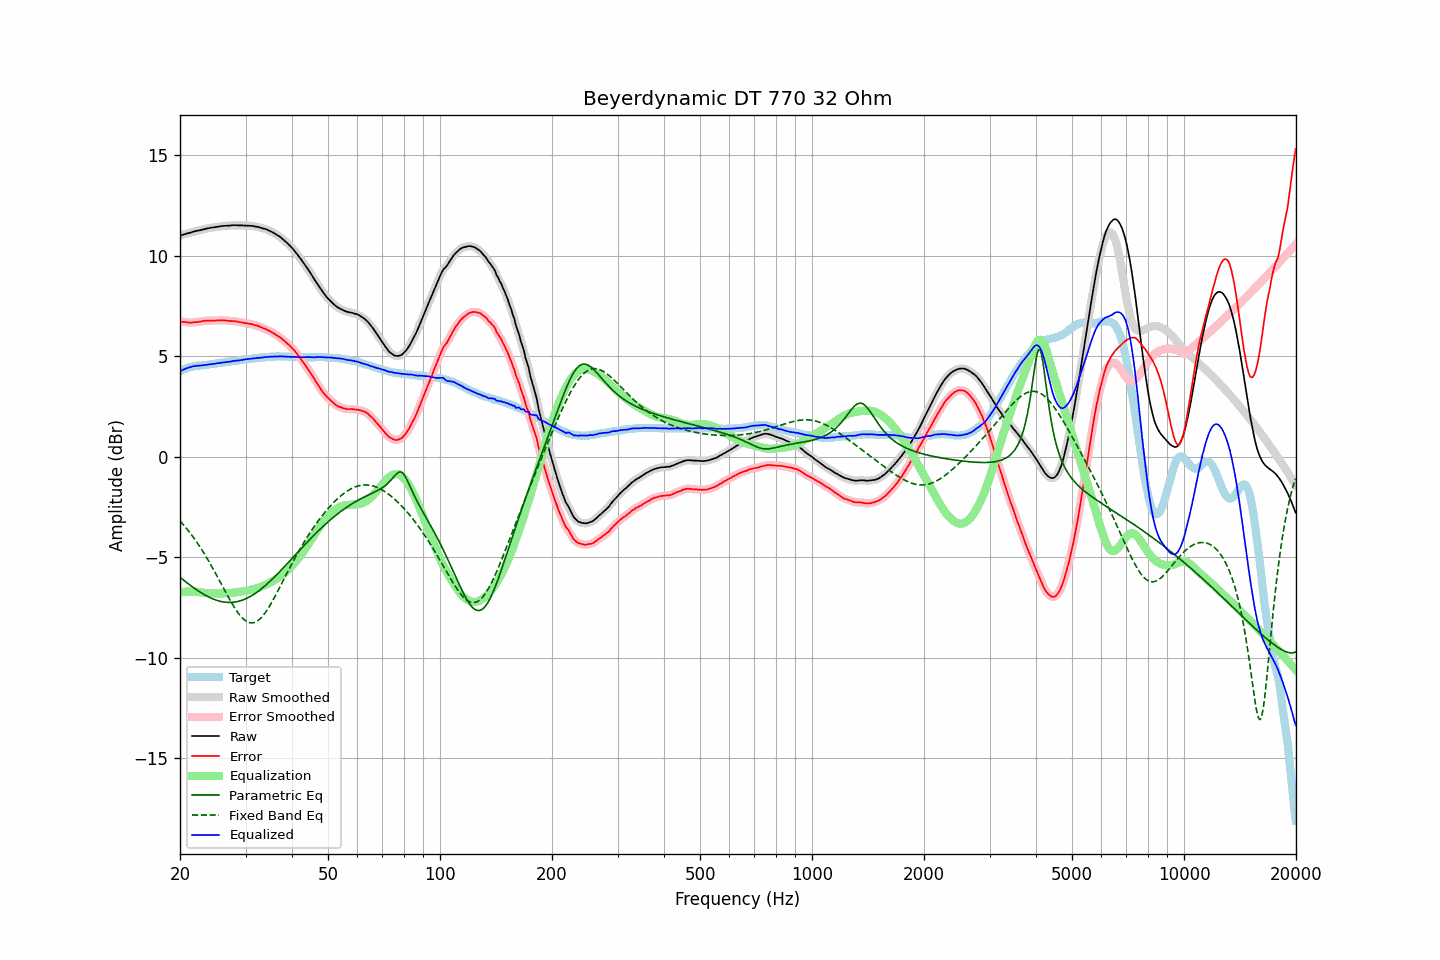 Beyerdynamic DT 770 32 Ohm
Amplitude (dBr)
15
10
5
0
−5
−10
−15
Target
Raw Smoothed
Error Smoothed
Raw
Error
Equalization
Parametric Eq
Fixed Band Eq
Equalized
20 50 100 200 500 1000 2000 5000 10000 20000
Frequency (Hz)